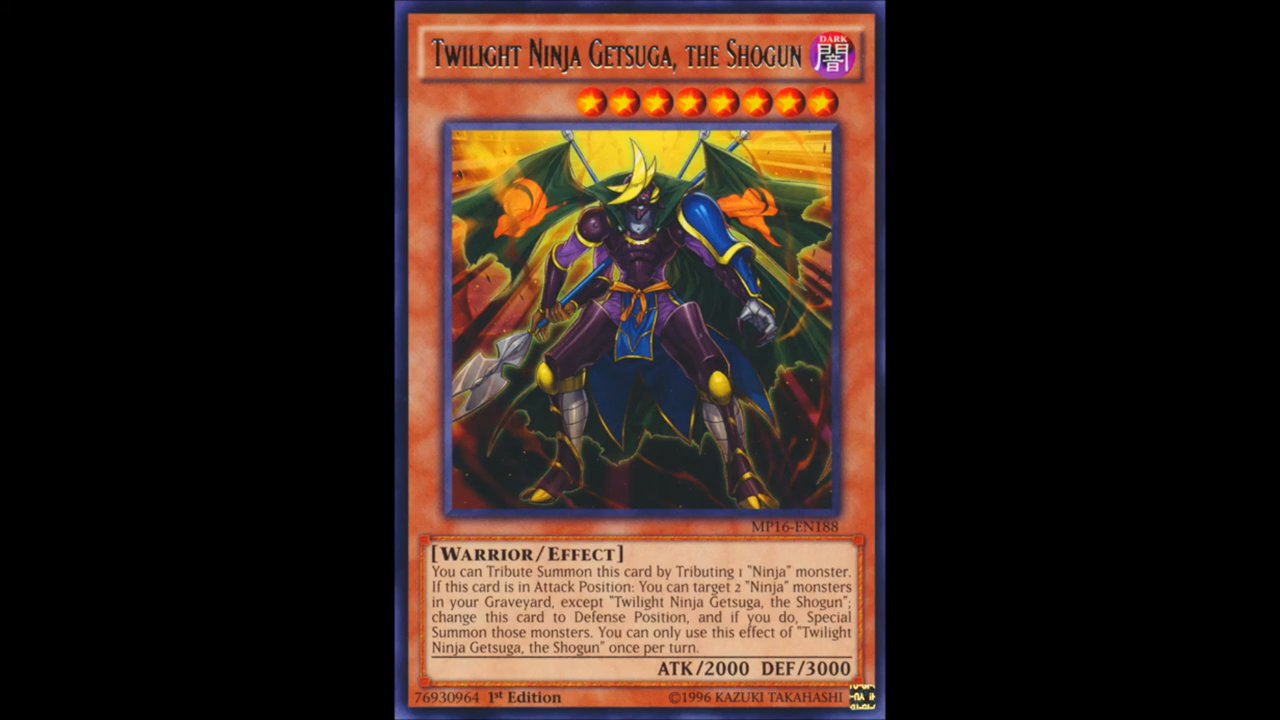 Twilight Ninja Getsuga, the Shogun
DARK
闇
MP16-EN188
[Warrior/Effect]
You can Tribute Summon this card by Tributing 1 "Ninja" monster.
If this card is in Attack Position: You can target 2 "Ninja" monsters
in your Graveyard, except "Twilight Ninja Getsuga, the Shogun";
change this card to Defense Position, and if you do, Special
Summon those monsters. You can only use this effect of "Twilight
Ninja Getsuga, the Shogun" once per turn.
ATK/2000 DEF/3000
76930964 1st Edition ©1996 KAZUKI TAKAHASHI